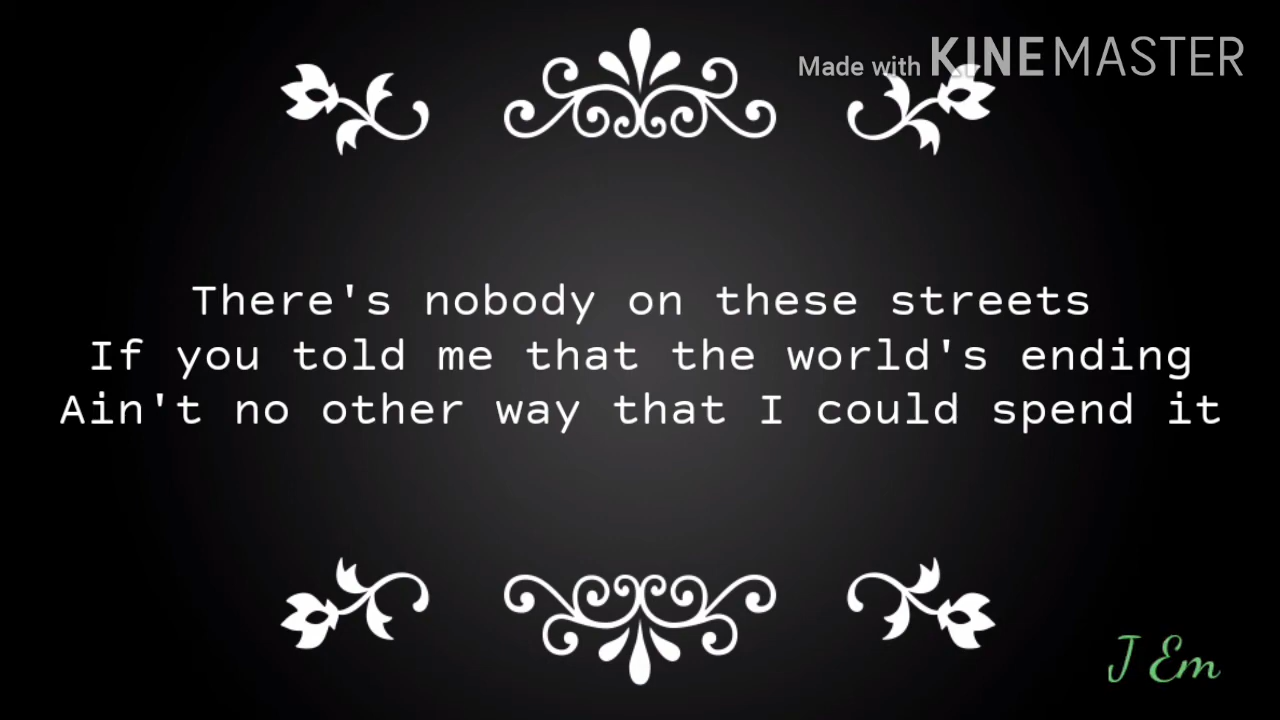 Made with KINEMASTER
There's nobody on these streets
If you told me that the world's ending
Ain't no other way that I could spend it
J Em